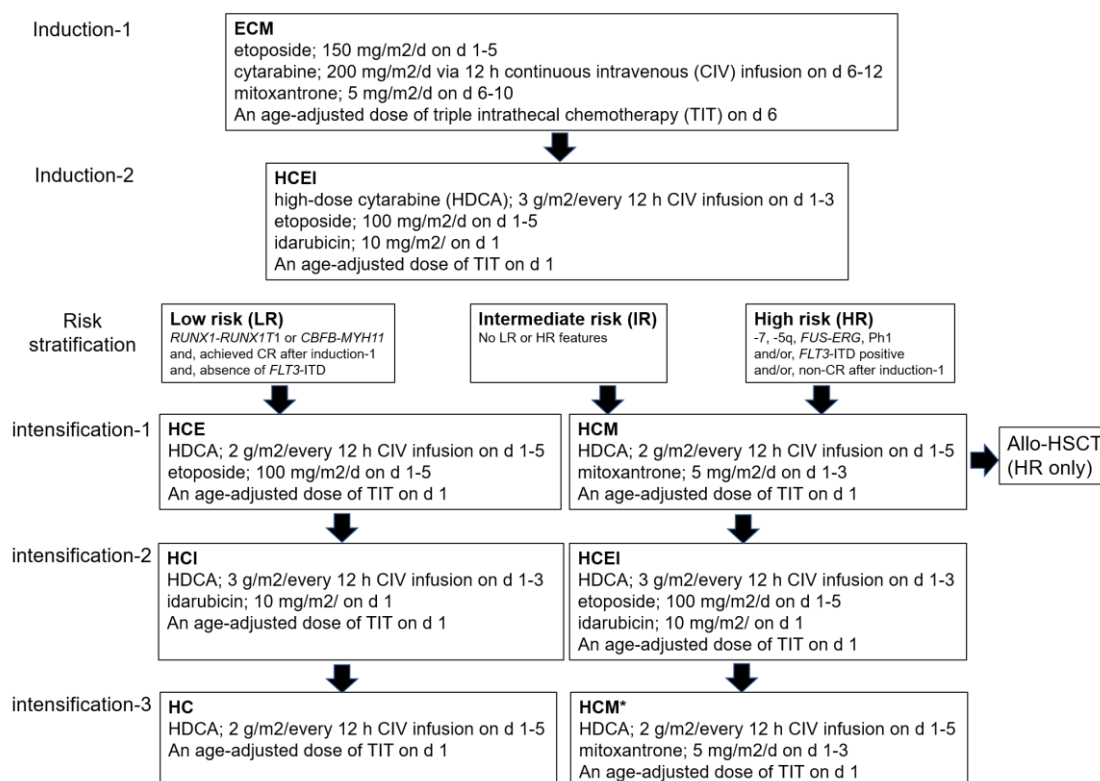 Induction-1
ECM
etoposide; 150 mg/m2/d on d 1-5
cytarabine; 200 mg/m2/d via 12 h continuous intravenous (CIV) infusion on d 6-12
mitoxantrone; 5 mg/m2/d on d 6-10
An age-adjusted dose of triple intrathecal chemotherapy (TIT) on d 6
Induction-2
HCEI
high-dose cytarabine (HDCA); 3 g/m2/every 12 h CIV infusion on d 1-3
etoposide; 100 mg/m2/d on d 1-5
idarubicin; 10 mg/m2/ on d 1
An age-adjusted dose of TIT on d 1
Risk
stratification
Low risk (LR)
RUNX1-RUNX1T1 or CBFB-MYH11
and, achieved CR after induction-1
and, absence of FLT3-ITD
Intermediate risk (IR)
No LR or HR features
High risk (HR)
-7, -5q, FUS-ERG, Ph1
and/or, FLT3-ITD positive
and/or, non-CR after induction-1
intensification-1
HCE
HDCA; 2 g/m2/every 12 h CIV infusion on d 1-5
etoposide; 100 mg/m2/d on d 1-5
An age-adjusted dose of TIT on d 1
HCM
HDCA; 2 g/m2/every 12 h CIV infusion on d 1-5
mitoxantrone; 5 mg/m2/d on d 1-3
An age-adjusted dose of TIT on d 1
Allo-HSCT
(HR only)
intensification-2
HCI
HDCA; 3 g/m2/every 12 h CIV infusion on d 1-3
idarubicin; 10 mg/m2/ on d 1
An age-adjusted dose of TIT on d 1
HCEI
HDCA; 3 g/m2/every 12 h CIV infusion on d 1-3
etoposide; 100 mg/m2/d on d 1-5
idarubicin; 10 mg/m2/ on d 1
An age-adjusted dose of TIT on d 1
intensification-3
HC
HDCA; 2 g/m2/every 12 h CIV infusion on d 1-5
An age-adjusted dose of TIT on d 1
HCM*
HDCA; 2 g/m2/every 12 h CIV infusion on d 1-5
mitoxantrone; 5 mg/m2/d on d 1-3
An age-adjusted dose of TIT on d 1